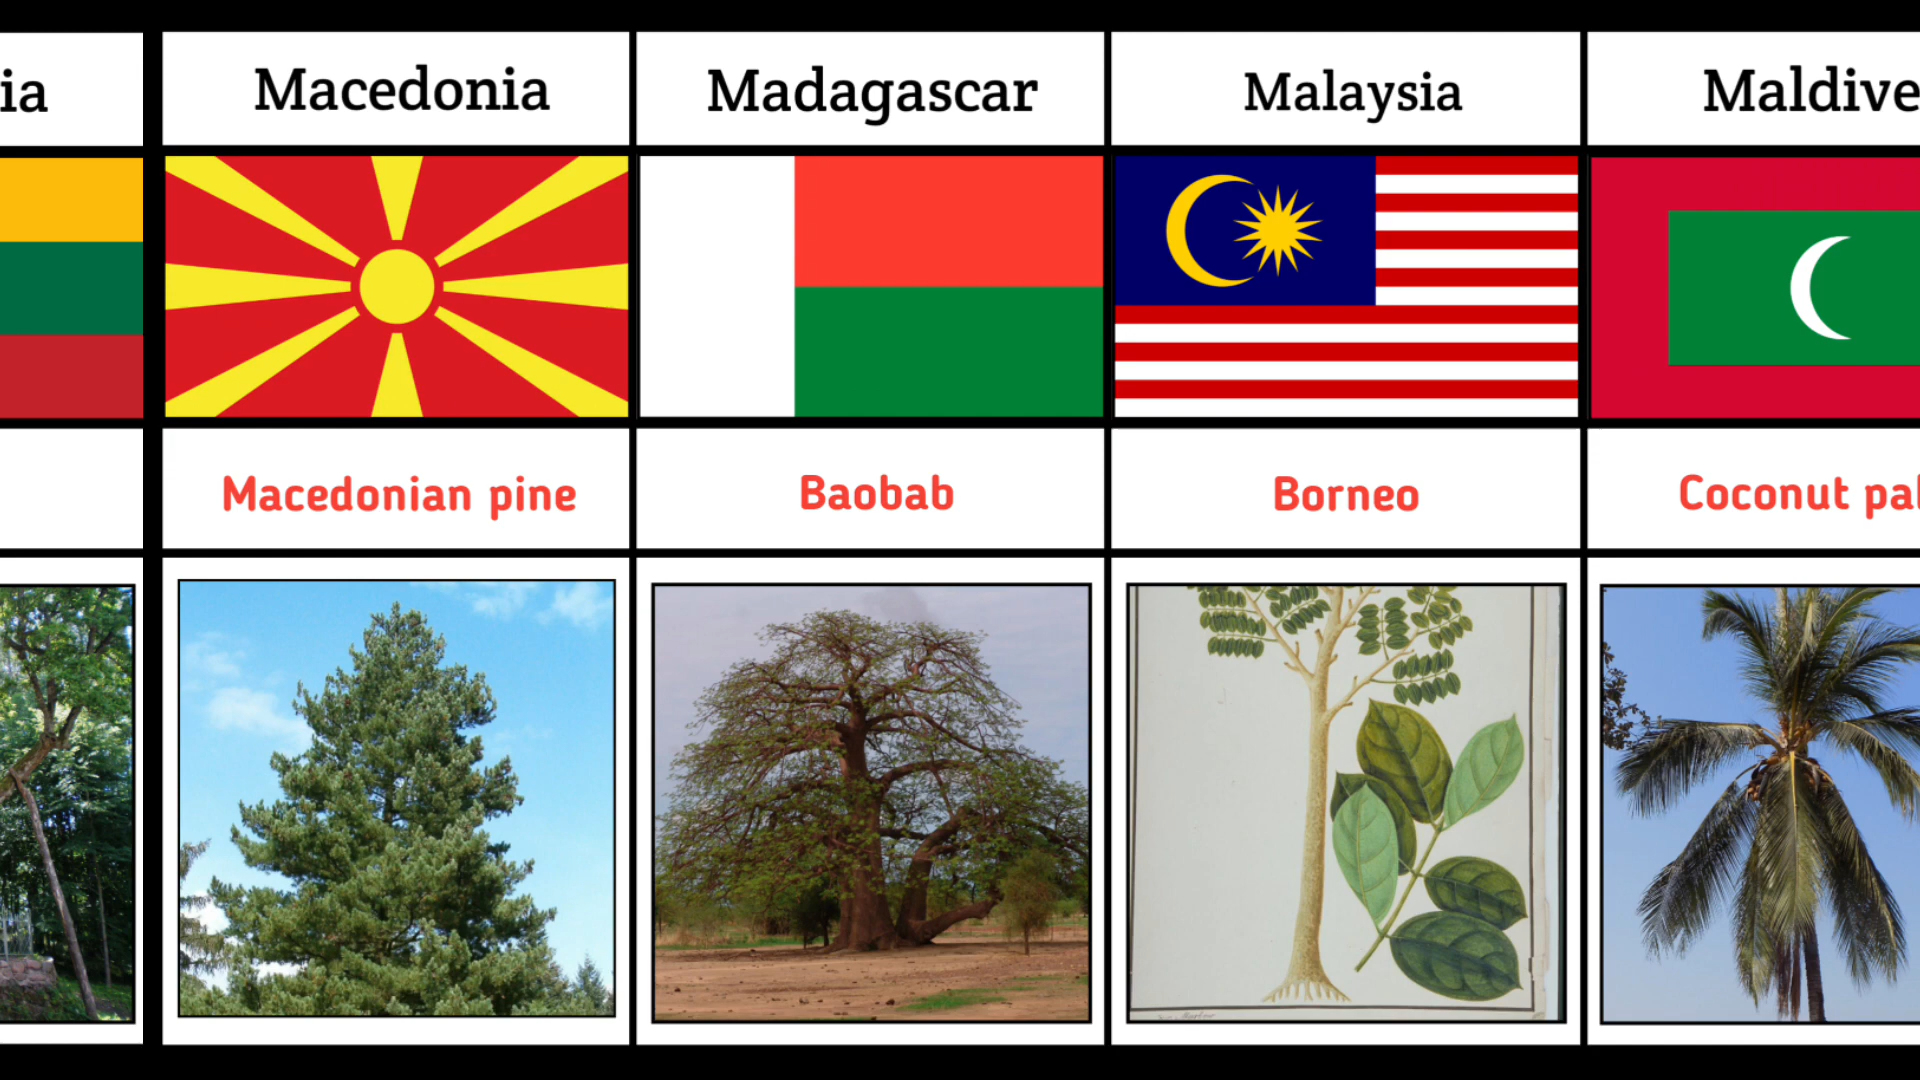 ia
Macedonia
Madagascar
Malaysia
Maldive
Macedonian pine
Baobab
Borneo
Coconut pal